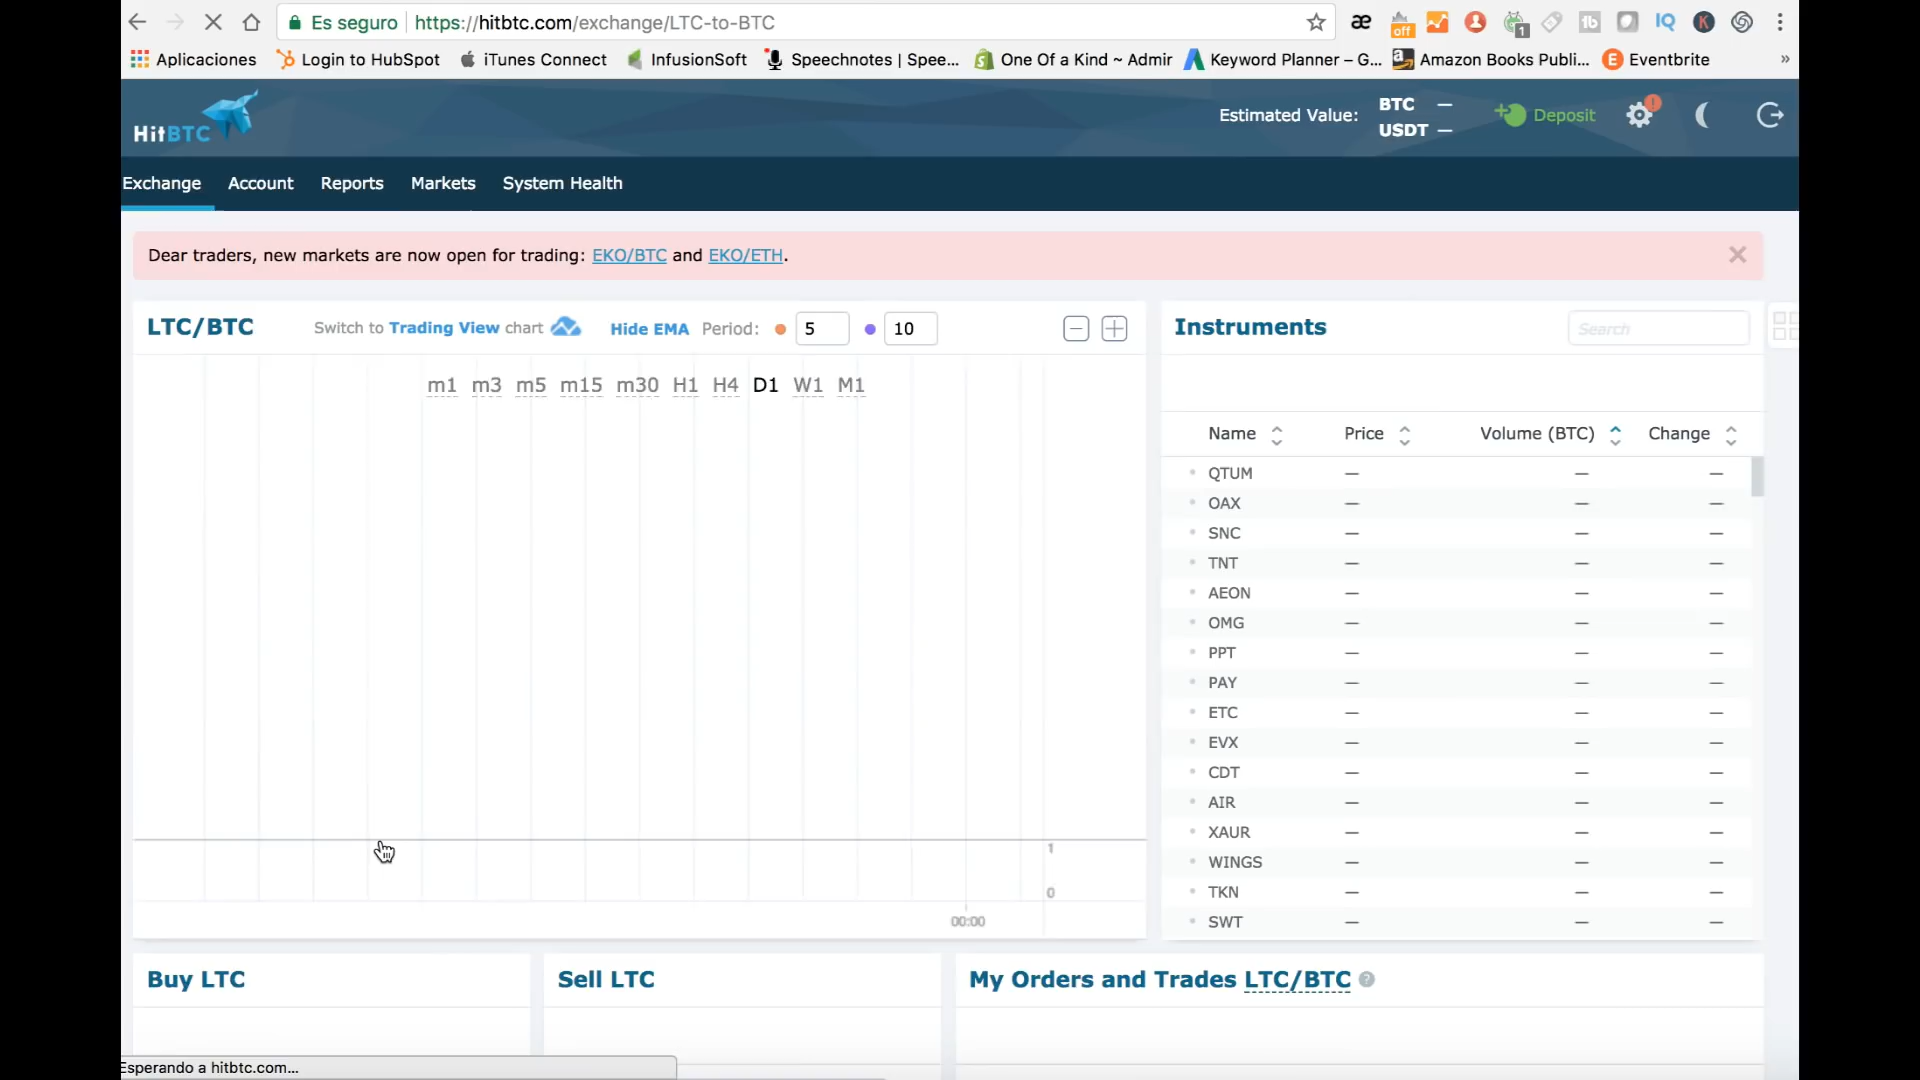 Es seguro https://hitbtc.com/exchange/LTC-to-BTC
æ off 1 tb IQ K
Aplicaciones Login to HubSpot iTunes Connect InfusionSoft Speechnotes | Spee... One Of a Kind ~ Admir Keyword Planner – G... Amazon Books Publi... Eventbrite »
HitBTC
Estimated Value: BTC —
USDT —
Deposit
Exchange Account Reports Markets System Health
Dear traders, new markets are now open for trading: EKO/BTC and EKO/ETH.
LTC/BTC Switch to Trading View chart Hide EMA Period: 5 10
m1 m3 m5 m15 m30 H1 H4 D1 W1 M1
1
0
00:00
Instruments Search
Name Price Volume (BTC) Change
QTUM — — —
OAX — — —
SNC — — —
TNT — — —
AEON — — —
OMG — — —
PPT — — —
PAY — — —
ETC — — —
EVX — — —
CDT — — —
AIR — — —
XAUR — — —
WINGS — — —
TKN — — —
SWT — — —
Buy LTC
Sell LTC
My Orders and Trades LTC/BTC ?
Esperando a hitbtc.com...